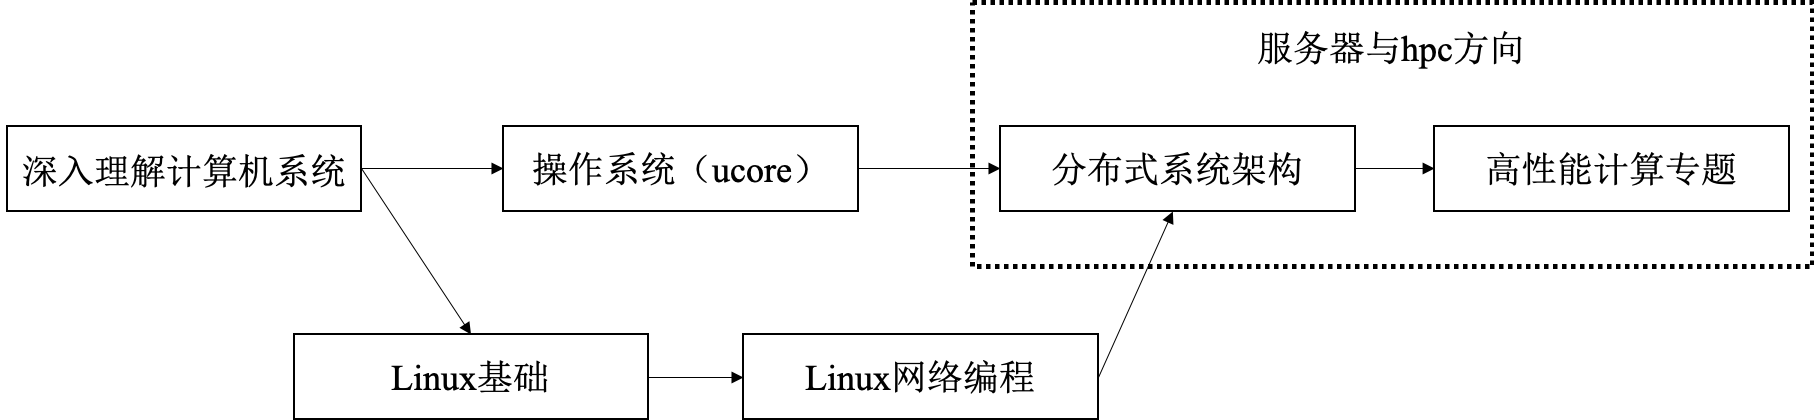 服务器与hpc方向
深入理解计算机系统
操作系统（ucore）
分布式系统架构
高性能计算专题
Linux基础
Linux网络编程